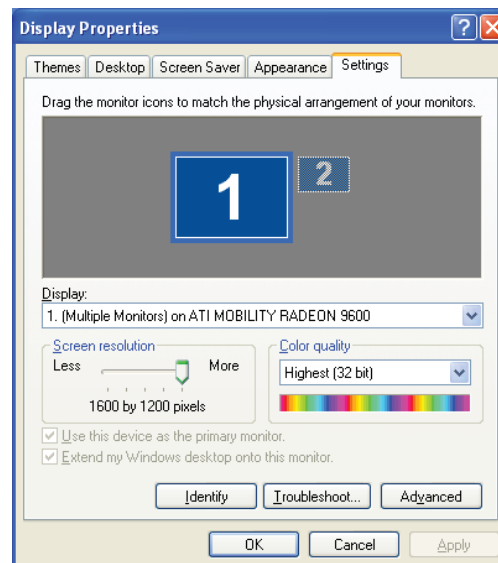 Display Properties
Themes Desktop Screen Saver Appearance Settings
Drag the monitor icons to match the physical arrangement of your monitors.
1 2
Display:
1. (Multiple Monitors) on ATI MOBILITY RADEON 9600
Screen resolution Color quality
Less More Highest (32 bit)
1600 by 1200 pixels
Use this device as the primary monitor.
Extend my Windows desktop onto this monitor.
Identify Troubleshoot... Advanced
OK Cancel Apply